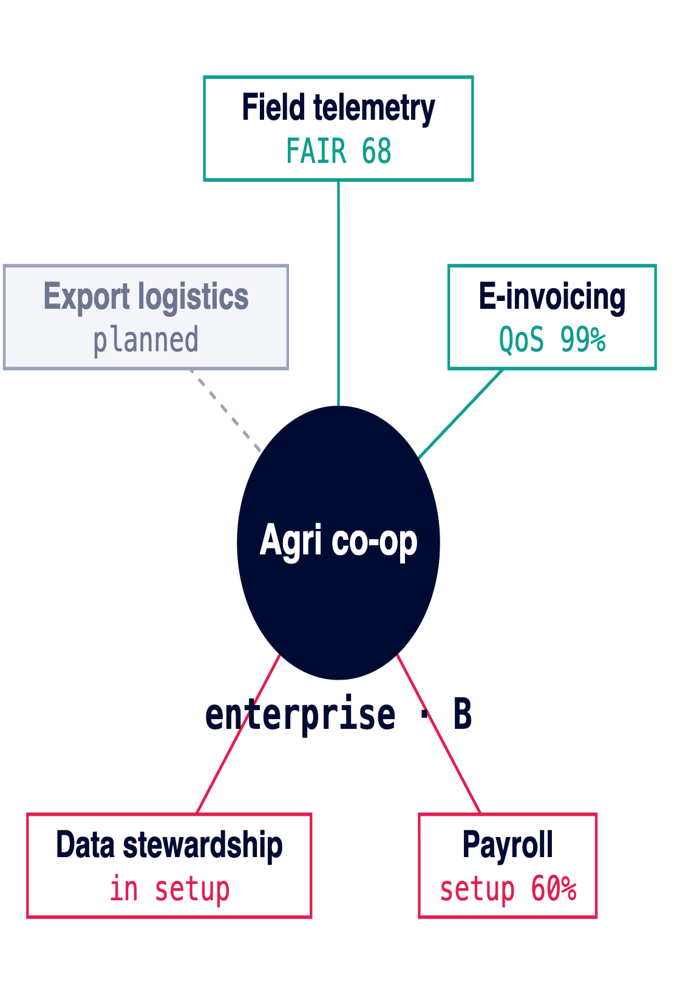 Field telemetry
FAIR 68
Export logistics
planned
E-invoicing
QoS 99%
Agri co-op
enterprise · B
Data stewardship
in setup
Payroll
setup 60%